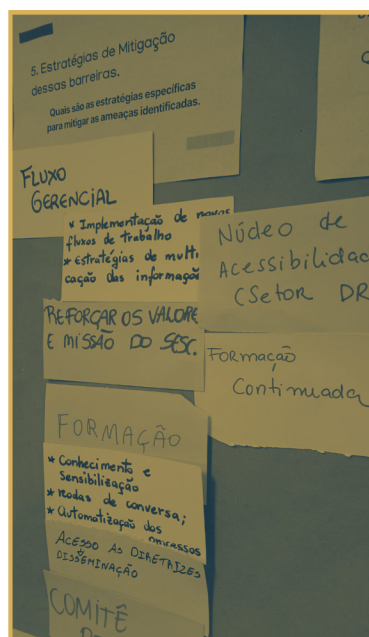 5. Estratégias de Mitigação
dessas barreiras.
Quais são as estratégias específicas
para mitigar as ameaças identificadas.
FLUXO
GERENCIAL
* Implementação de novos
fluxos de trabalho
* Estratégias de multi
cação das informaçõ
REFORÇAR OS VALORE
E MISSÃO DO SESC.
FORMAÇÃO
* Conhecimento e
Sensibilização
* Rodas de conversa;
* Automatização dos
ACESSO AS DIRETRIZES
DISSEMINAÇÃO
COMITÊ
Núcleo de
Acessibilidad
(Setor DR
FORmação
Continuada